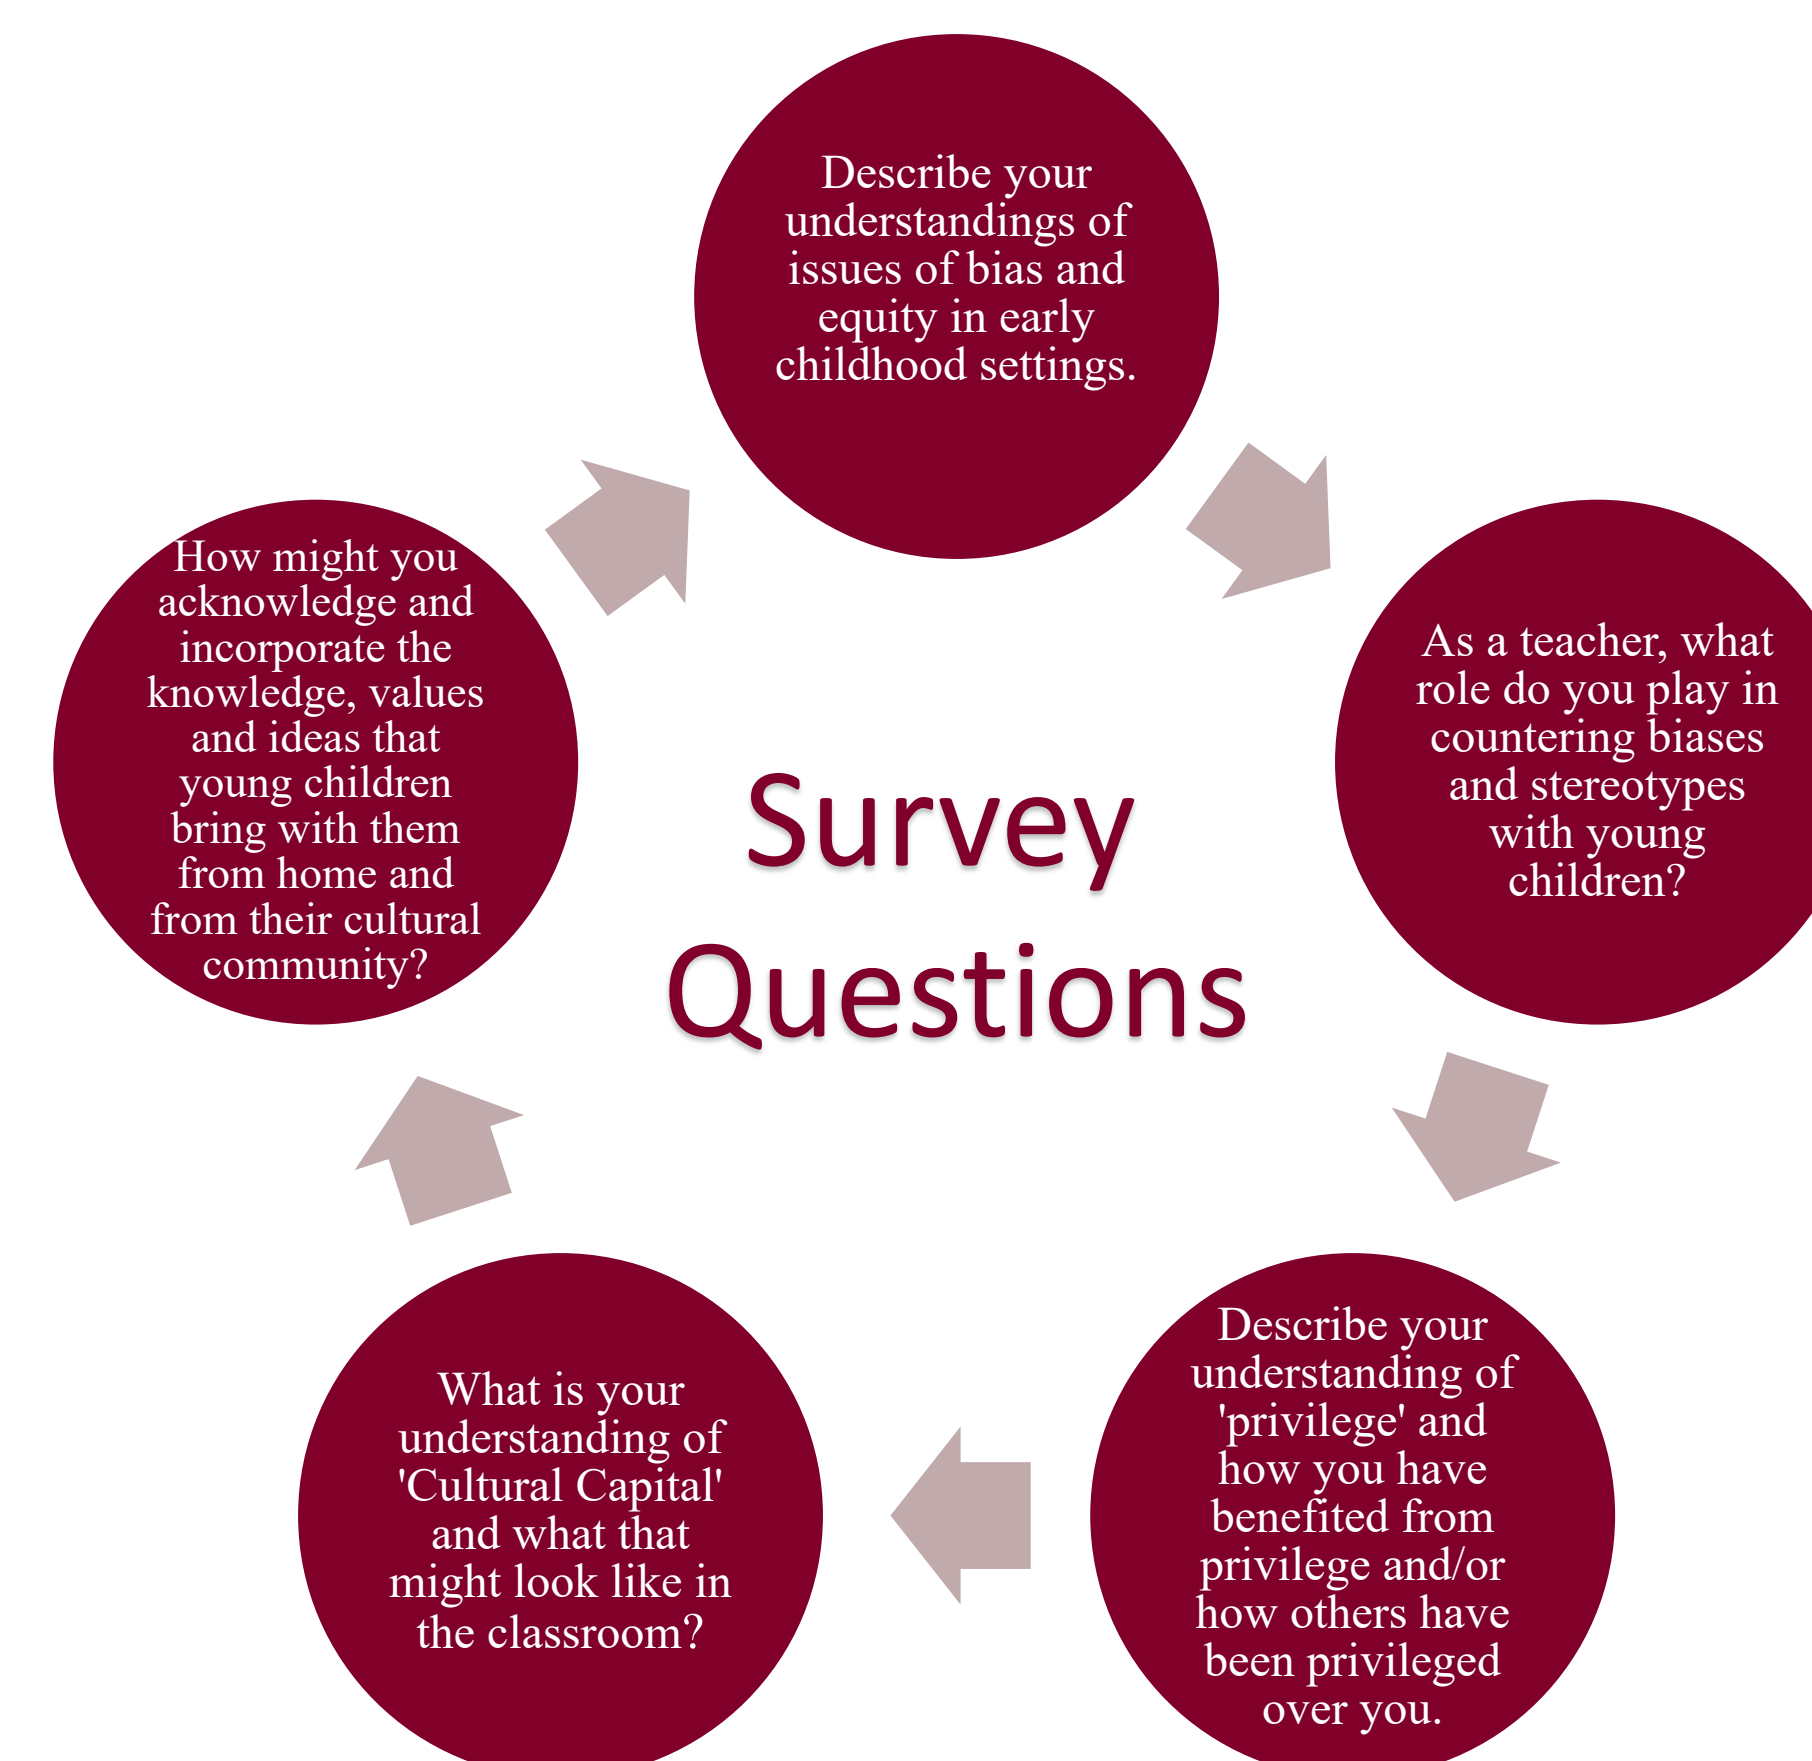 Describe your
understandings of
issues of bias and
equity in early
childhood settings.
As a teacher, what
role do you play in
countering biases
and stereotypes
with young
children?
Describe your
understanding of
'privilege' and
how you have
benefited from
privilege and/or
how others have
been privileged
over you.
What is your
understanding of
'Cultural Capital'
and what that
might look like in
the classroom?
How might you
acknowledge and
incorporate the
knowledge, values
and ideas that
young children
bring with them
from home and
from their cultural
community?
Survey
Questions